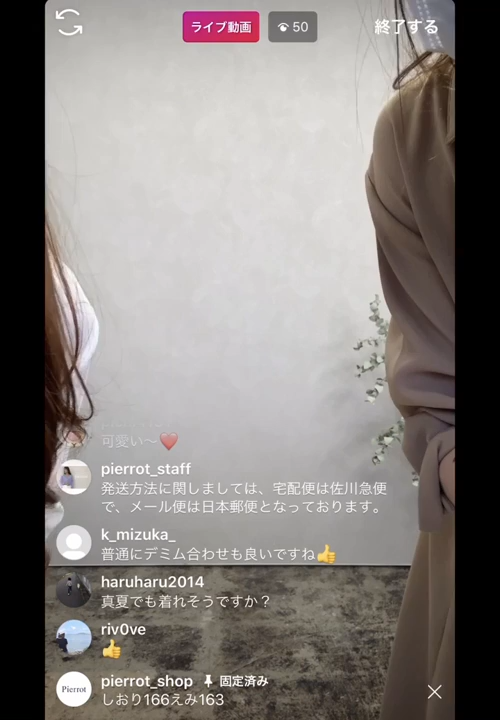 ライブ動画 50 終了する
可愛い〜❤️
pierrot_staff
発送方法に関しましては、宅配便は佐川急便
で、メール便は日本郵便となっております。
k_mizuka_
普通にデミム合わせも良いですね👍
haruharu2014
真夏でも着れそうですか？
riv0ve
👍
Pierrot
pierrot_shop 固定済み
しおり166えみ163